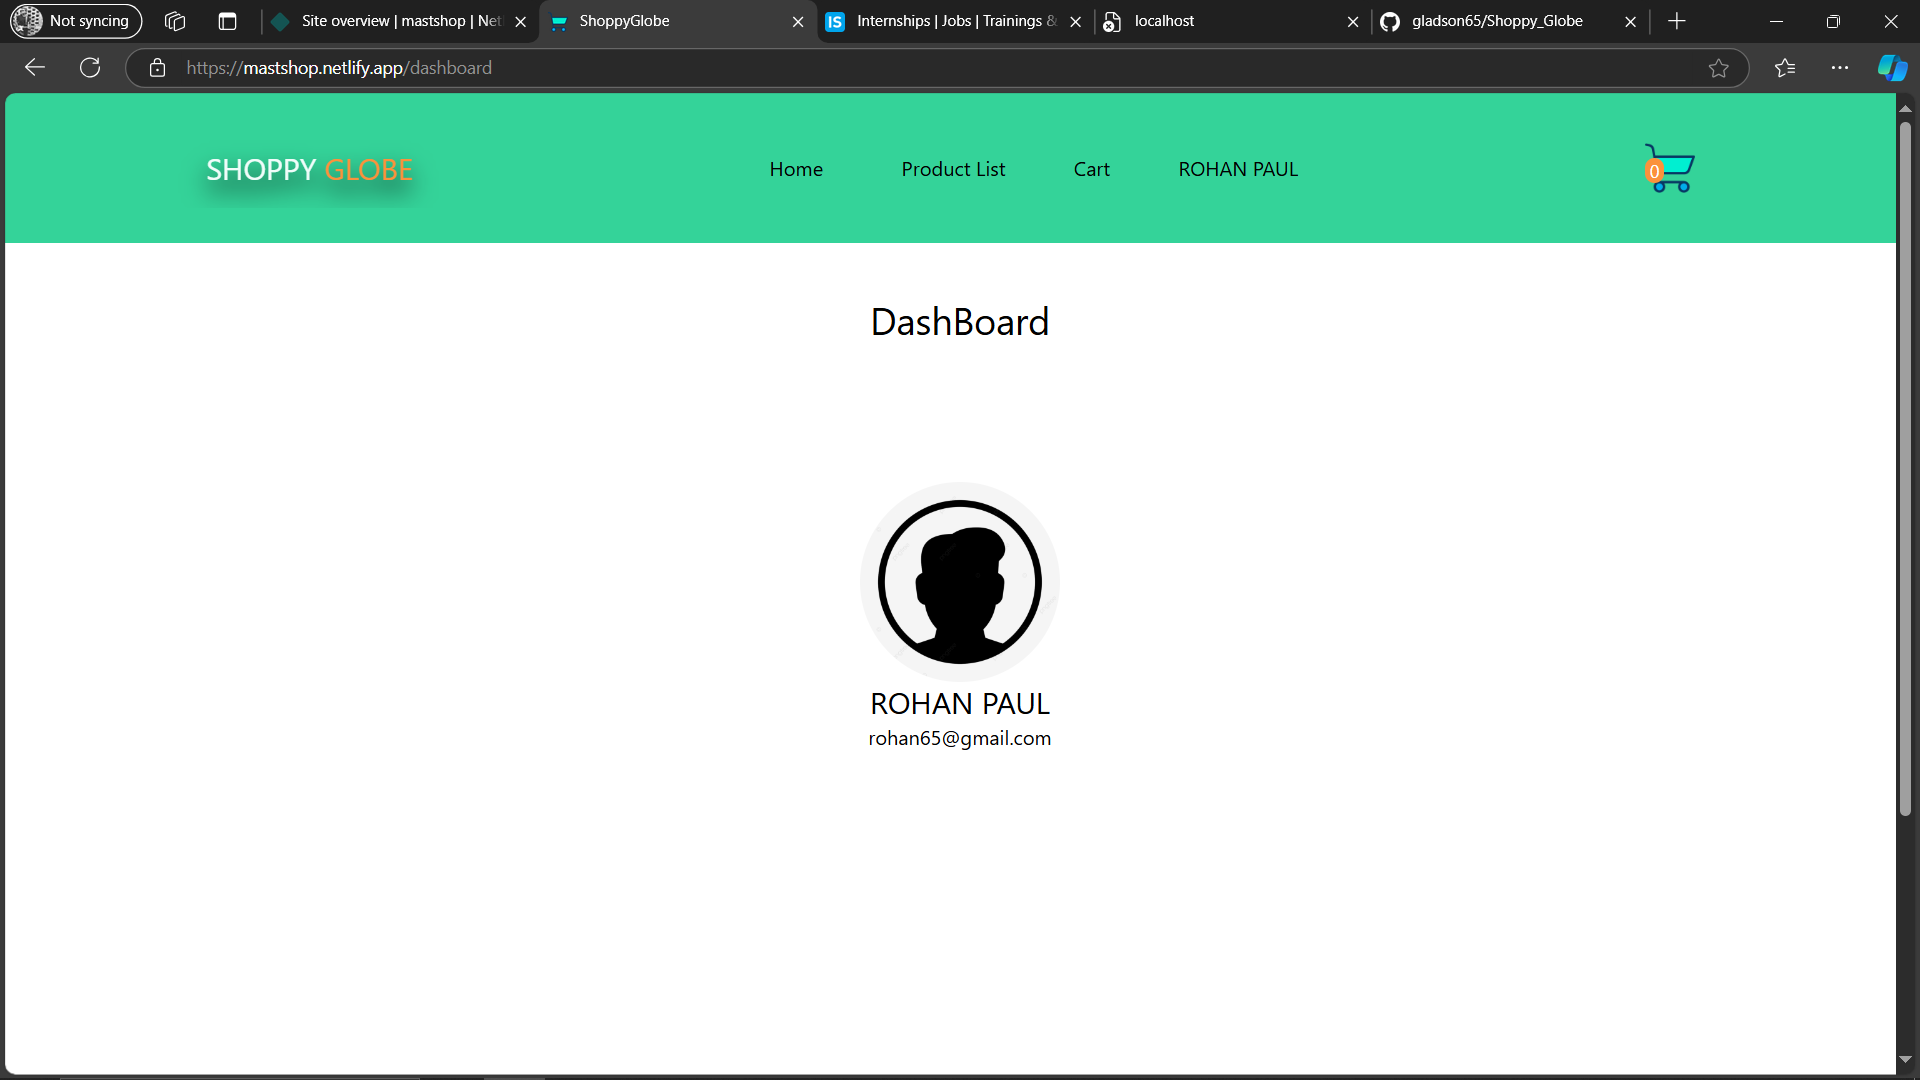 Not syncing
Site overview | mastshop | Net
ShoppyGlobe
IS
Internships | Jobs | Trainings &
localhost
gladson65/Shoppy_Globe
https://mastshop.netlify.app/dashboard
SHOPPY GLOBE
Home
Product List
Cart
ROHAN PAUL
0
DashBoard
ROHAN PAUL
rohan65@gmail.com